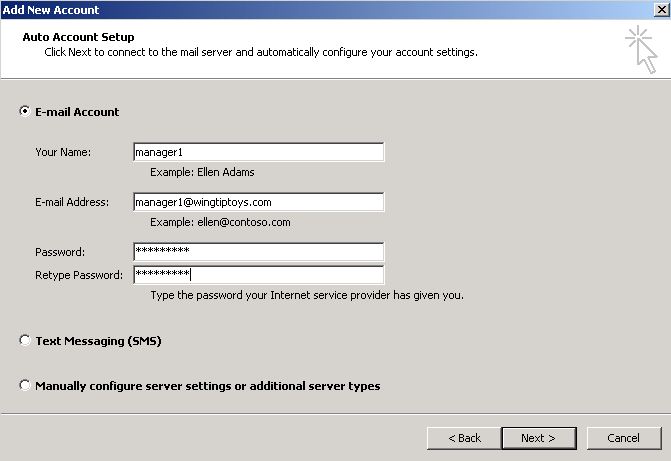 Add New Account
Auto Account Setup
Click Next to connect to the mail server and automatically configure your account settings.
E-mail Account
Your Name: manager1
Example: Ellen Adams
E-mail Address: manager1@wingtiptoys.com
Example: ellen@contoso.com
Password: *********
Retype Password: *********
Type the password your Internet service provider has given you.
Text Messaging (SMS)
Manually configure server settings or additional server types
< Back Next > Cancel